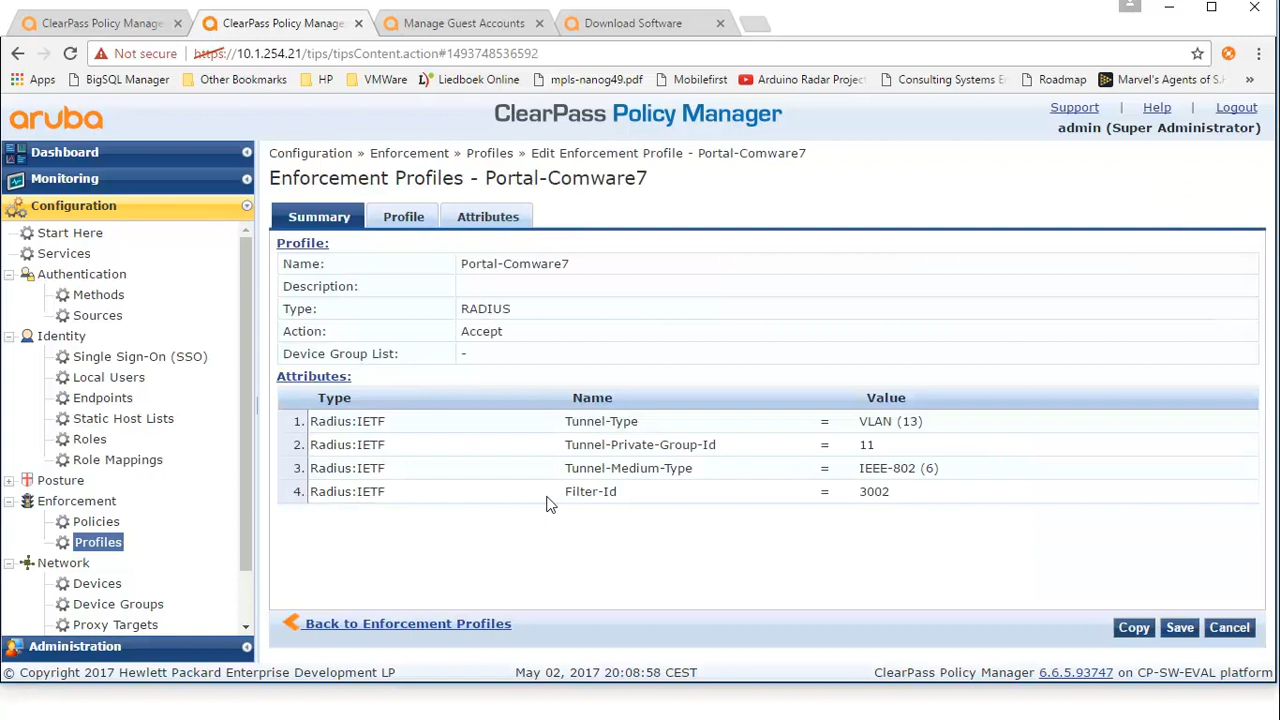 ClearPass Policy Manage
ClearPass Policy Manage
Manage Guest Accounts
Download Software
Not secure
https://10.1.254.21/tips/tipsContent.action#1493748536592
Apps
BigSQL Manager
Other Bookmarks
HP
VMWare
Lijstboek Online
mpls-nanog49.pdf
MobileIron
Arduino Radar Project
Consulting Systems En
Roadmap
Marvel's Agents of S.H
»
aruba
ClearPass Policy Manager
Support | Help | Logout
admin (Super Administrator)
Dashboard
Monitoring
Configuration
Start Here
Services
Authentication
Methods
Sources
Identity
Single Sign-On (SSO)
Local Users
Endpoints
Static Host Lists
Roles
Role Mappings
Posture
Enforcement
Policies
Profiles
Network
Devices
Device Groups
Proxy Targets
Administration
Configuration » Enforcement » Profiles » Edit Enforcement Profile - Portal-Comware7
Enforcement Profiles - Portal-Comware7
Summary
Profile
Attributes
Profile:
Name: Portal-Comware7
Description:
Type: RADIUS
Action: Accept
Device Group List: -
Attributes:
Type Name Value
1. Radius:IETF Tunnel-Type = VLAN (13)
2. Radius:IETF Tunnel-Private-Group-Id = 11
3. Radius:IETF Tunnel-Medium-Type = IEEE-802 (6)
4. Radius:IETF Filter-Id = 3002
Back to Enforcement Profiles
Copy
Save
Cancel
© Copyright 2017 Hewlett Packard Enterprise Development LP
May 02, 2017 20:08:58 CEST
ClearPass Policy Manager 6.6.5.93747 on CP-SW-EVAL platform